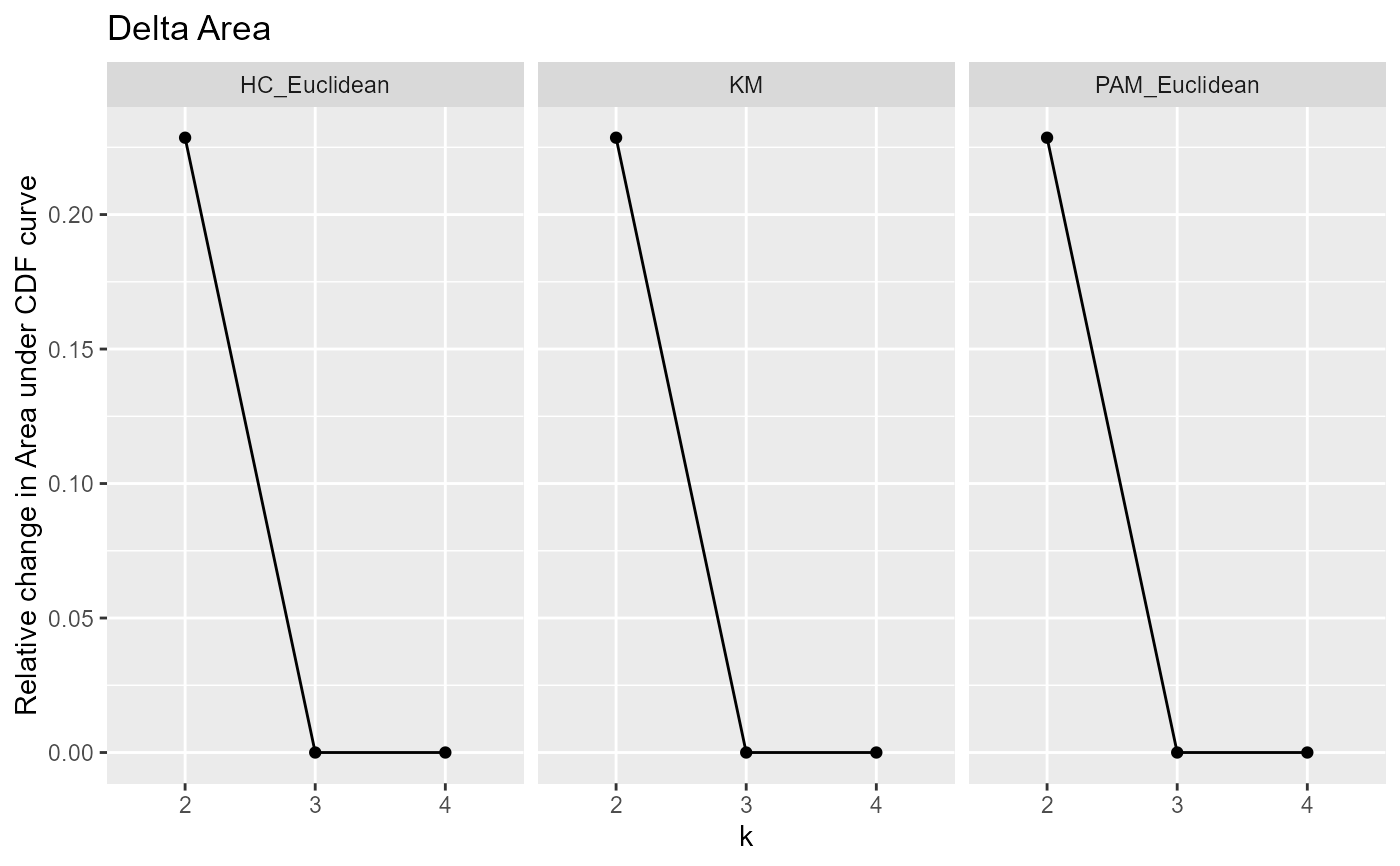 Delta Area
HC_Euclidean
KM
PAM_Euclidean
Relative change in Area under CDF curve
0.20
0.15
0.10
0.05
0.00
2 3 4
2 3 4
2 3 4
k